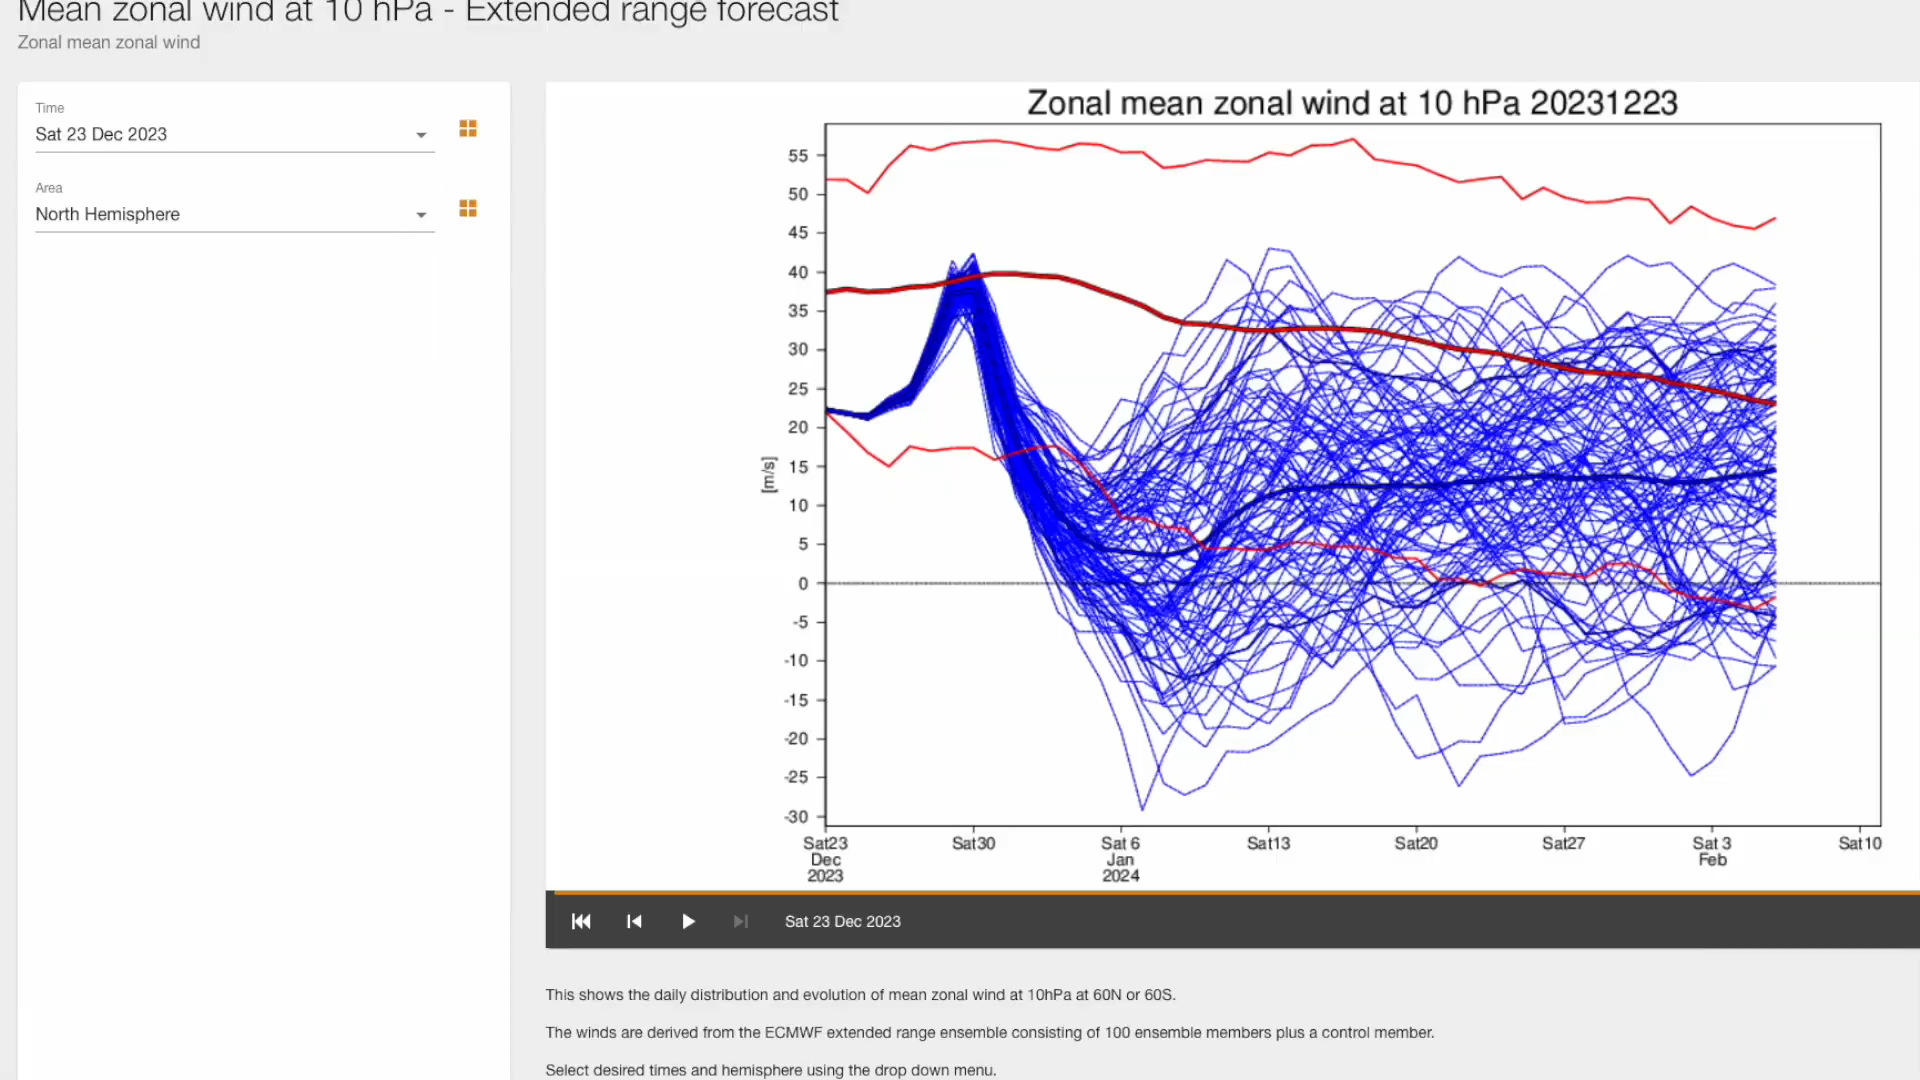 Mean zonal wind at 10 hPa - Extended range forecast
Zonal mean zonal wind
Time
Sat 23 Dec 2023
Area
North Hemisphere
Zonal mean zonal wind at 10 hPa 20231223
55
50
45
40
35
30
25
20
15
10
5
0
-5
-10
-15
-20
-25
-30
[m/s]
Sat23 Sat30 Sat 6 Sat13 Sat20 Sat27 Sat 3 Sat10
Dec Jan Feb
2023 2024
Sat 23 Dec 2023
This shows the daily distribution and evolution of mean zonal wind at 10hPa at 60N or 60S.
The winds are derived from the ECMWF extended range ensemble consisting of 100 ensemble members plus a control member.
Select desired times and hemisphere using the drop down menu.